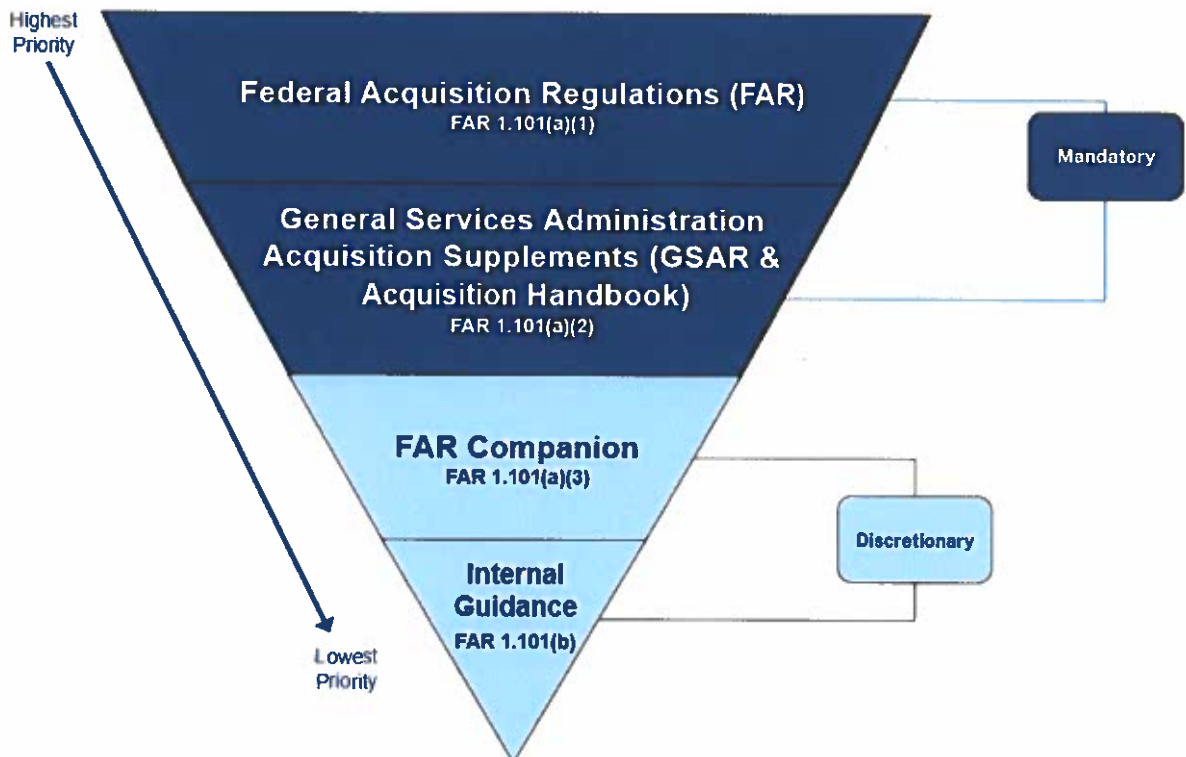 Highest
Priority
Federal Acquisition Regulations (FAR)
FAR 1.101(a)(1)
Mandatory
General Services Administration
Acquisition Supplements (GSAR &
Acquisition Handbook)
FAR 1.101(a)(2)
FAR Companion
FAR 1.101(a)(3)
Discretionary
Internal
Guidance
FAR 1.101(b)
Lowest
Priority